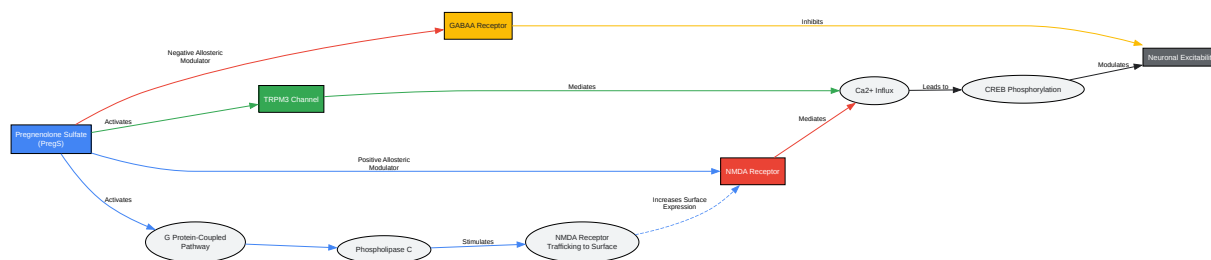 Inhibits
GABAA Receptor
Negative Allosteric
Modulator
Neuronal Excitabilit
Modulates
Mediates
Ca2+ Influx
Leads to
CREB Phosphorylation
TRPM3 Channel
Activates
Mediates
Pregnenolone Sulfate
(PregS)
Positive Allosteric
Modulator
NMDA Receptor
Activates
Increases Surface
Expression
G Protein-Coupled
Pathway
Phospholipase C
Stimulates
NMDA Receptor
Trafficking to Surface